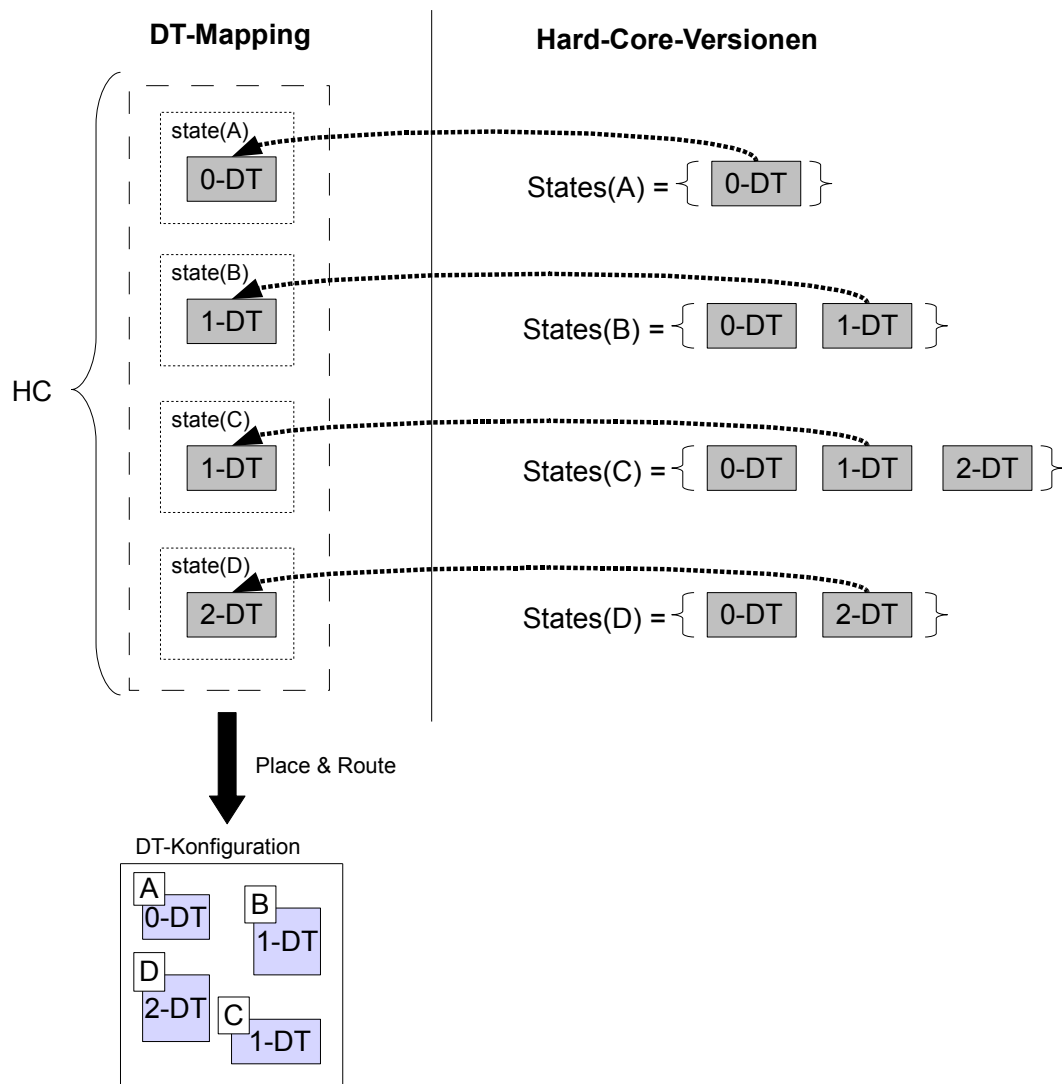 DT-Mapping
Hard-Core-Versionen
HC
state(A)
0-DT
States(A) = { 0-DT }
state(B)
1-DT
States(B) = { 0-DT 1-DT }
state(C)
1-DT
States(C) = { 0-DT 1-DT 2-DT }
state(D)
2-DT
States(D) = { 0-DT 2-DT }
Place & Route
DT-Konfiguration
A
0-DT
B
1-DT
D
2-DT
C
1-DT